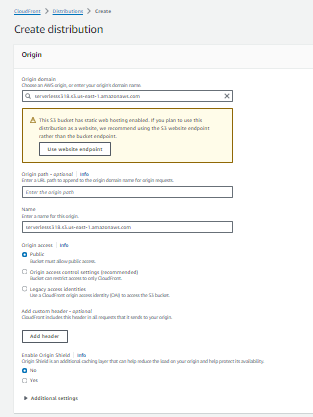 CloudFront > Distributions > Create
Create distribution
Origin
Origin domain
Choose an AWS origin, or enter your origin's domain name.
serverlesss318.s3.us-east-1.amazonaws.com
This S3 bucket has static web hosting enabled. If you plan to use
this distribution as a website, we recommend using the S3 website endpoint
rather than the bucket endpoint.
Use website endpoint
Origin path – optional | Info
Enter a URL path to append to the origin domain name for origin requests.
Enter the origin path
Name
Enter a name for this origin.
serverlesss318.s3.us-east-1.amazonaws.com
Origin access | Info
Public
Bucket must allow public access.
Origin access control settings (recommended)
Bucket can restrict access to only CloudFront.
Legacy access identities
Use a CloudFront origin access identity (OAI) to access the S3 bucket.
Add custom header – optional
CloudFront includes this header in all requests that it sends to your origin.
Add header
Enable Origin Shield | Info
Origin Shield is an additional caching layer that can help reduce the load on your origin and help protect its availability.
No
Yes
Additional settings